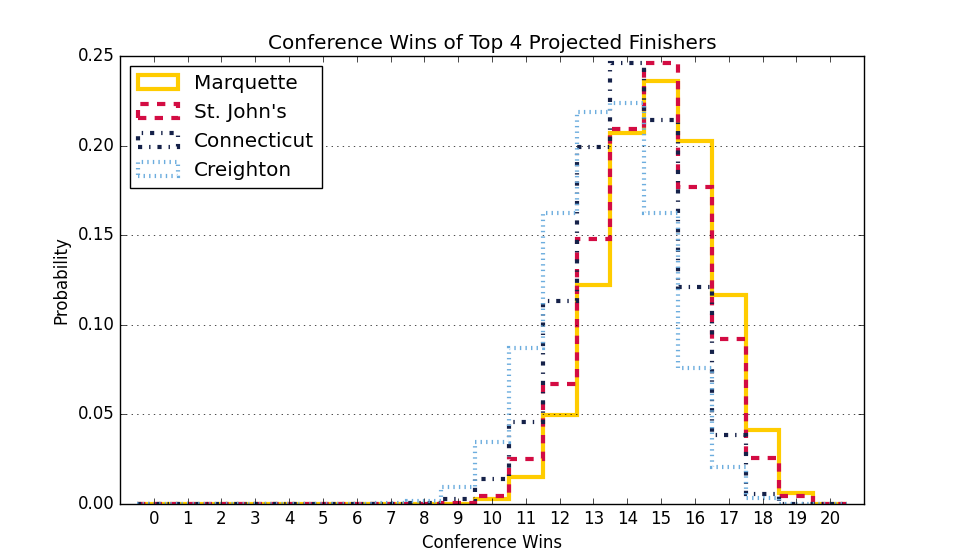 Conference Wins of Top 4 Projected Finishers
0.25
0.20
0.15
0.10
0.05
0.00
Probability
Marquette
St. John's
Connecticut
Creighton
0 1 2 3 4 5 6 7 8 9 10 11 12 13 14 15 16 17 18 19 20
Conference Wins